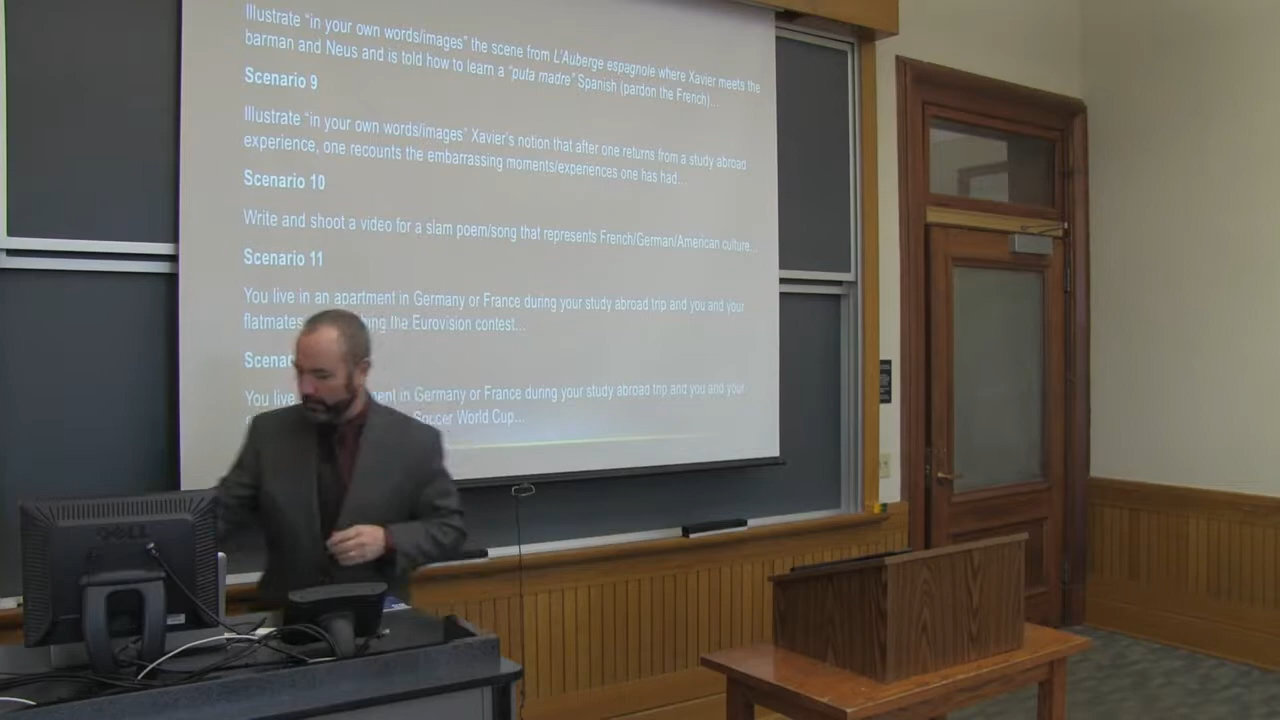 Illustrate “in your own words/images” the scene from L'Auberge espagnole where Xavier meets the
barman and Neus and is told how to learn a “puta madre” Spanish (pardon the French)…
Scenario 9
Illustrate “in your own words/images” Xavier's notion that after one returns from a study abroad
experience, one recounts the embarrassing moments/experiences one has had…
Scenario 10
Write and shoot a video for a slam poem/song that represents French/German/American culture…
Scenario 11
You live in an apartment in Germany or France during your study abroad trip and you and your
flatmates the Eurovision contest…
You live in Germany or France during your study abroad trip and you and your
Soccer World Cup…
DELL